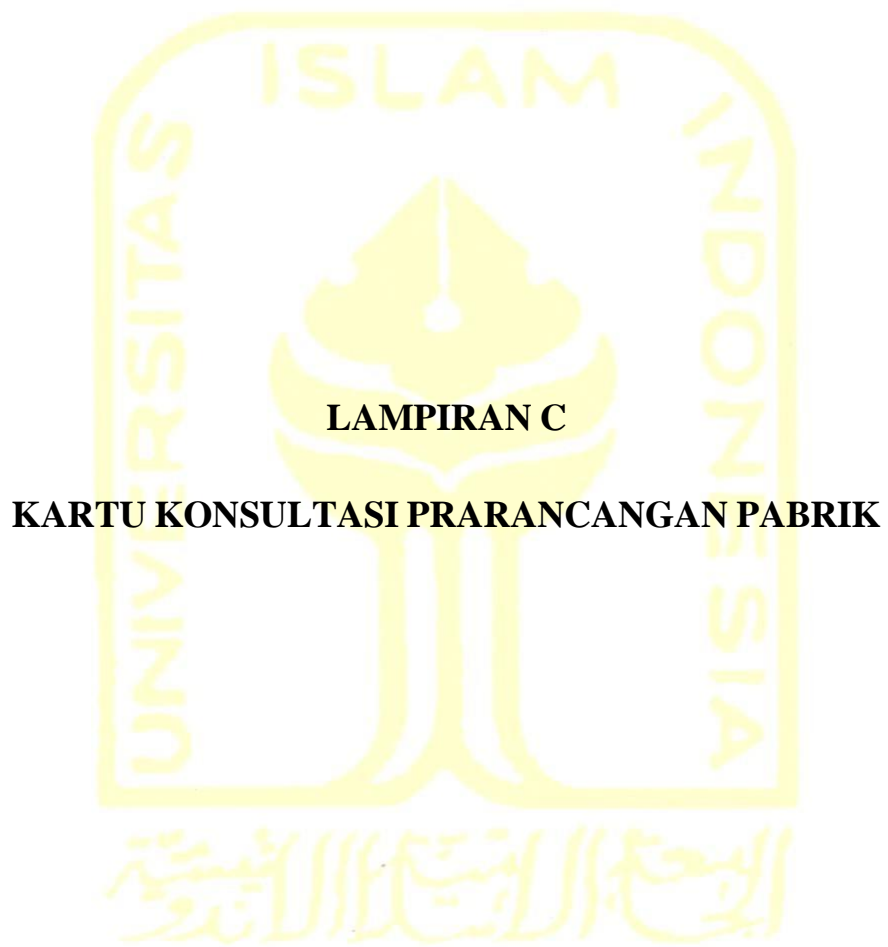 ISLAM
UNIVERSITAS
INDONESIA
LAMPIRAN C
KARTU KONSULTASI PRARANCANGAN PABRIK